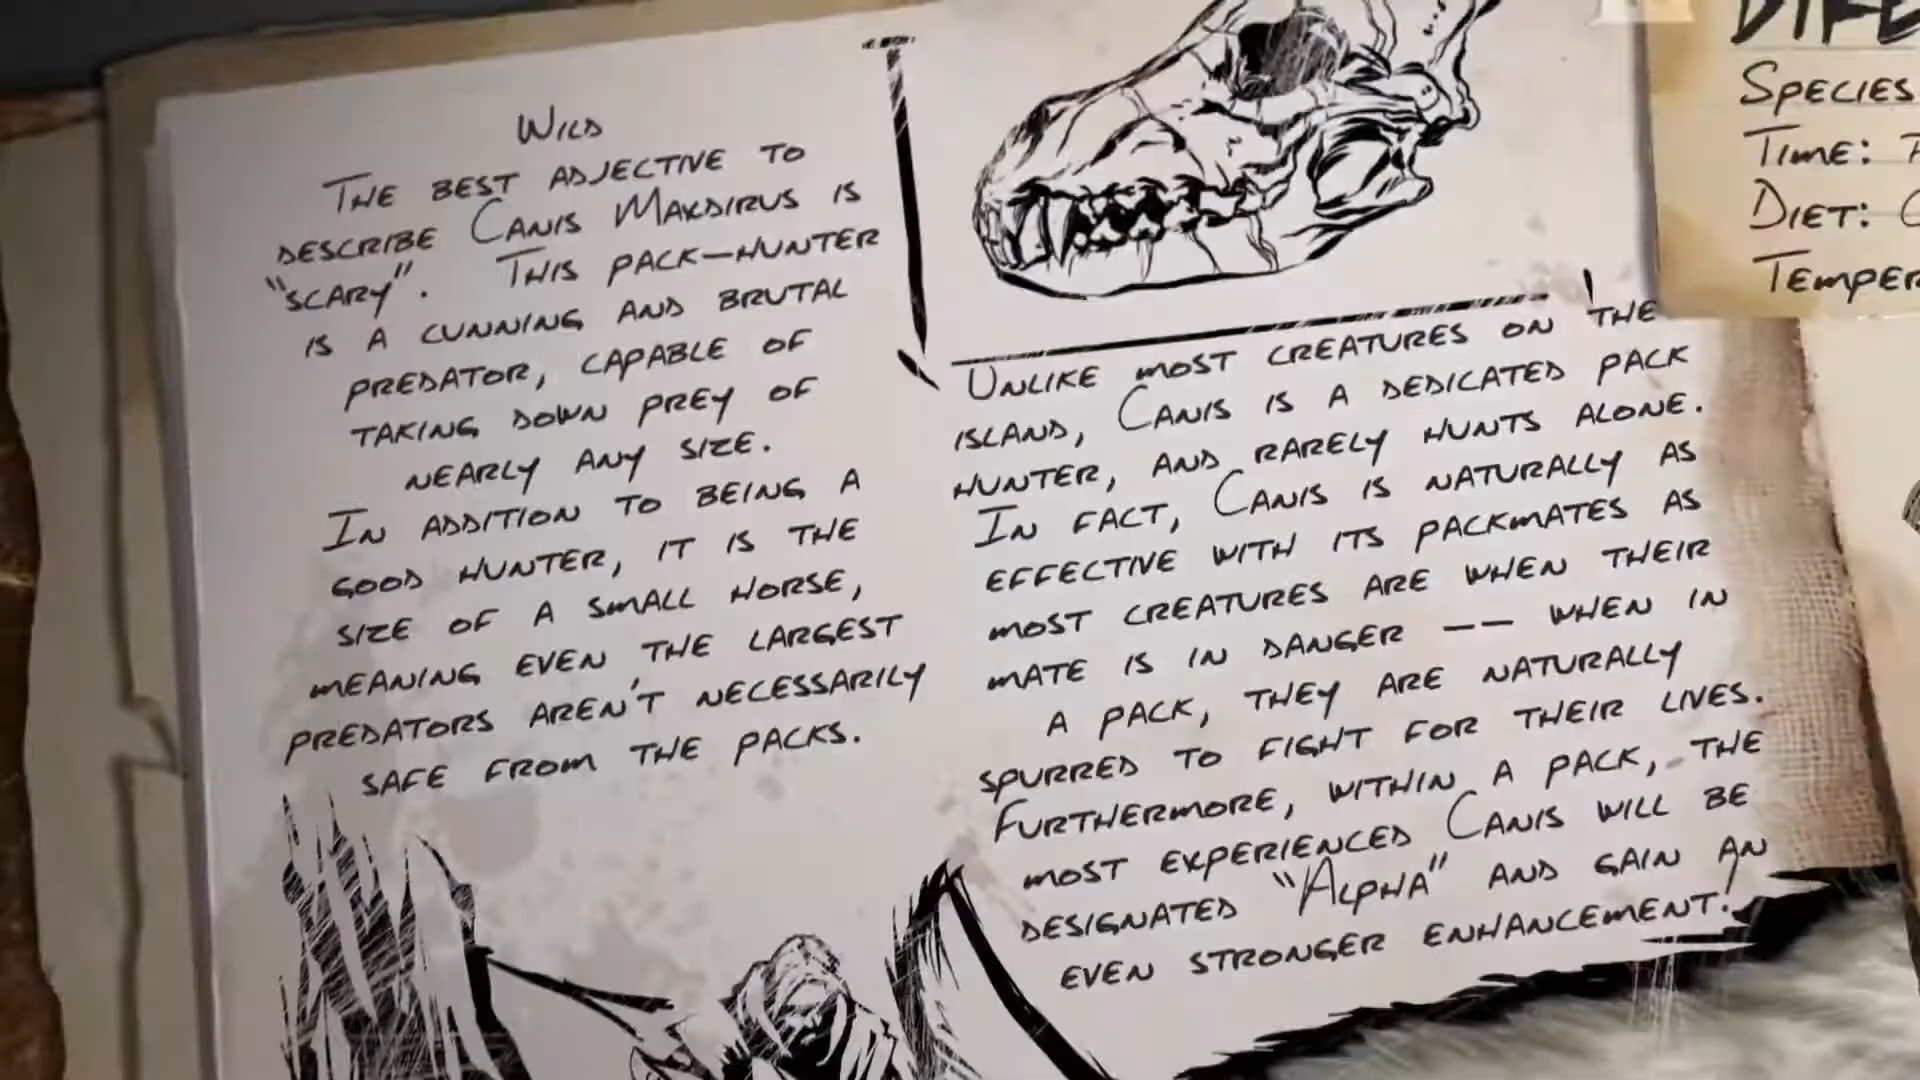 Wild
The best adjective to
describe Canis Maxdirus is
"scary". This pack-hunter
is a cunning and brutal
predator, capable of
taking down prey of
nearly any size.
In addition to being a
good hunter, it is the
size of a small horse,
meaning even the largest
predators aren't necessarily
safe from the packs.
Unlike most creatures on the
island, Canis is a dedicated pack
hunter, and rarely hunts alone.
In fact, Canis is naturally as
effective with its packmates as
most creatures are when their
mate is in danger -- when in
a pack, they are naturally
spurred to fight for their lives.
Furthermore, within a pack, the
most experienced Canis will be
designated "Alpha" and gain an
even stronger enhancement!
Species
Time:
Diet: